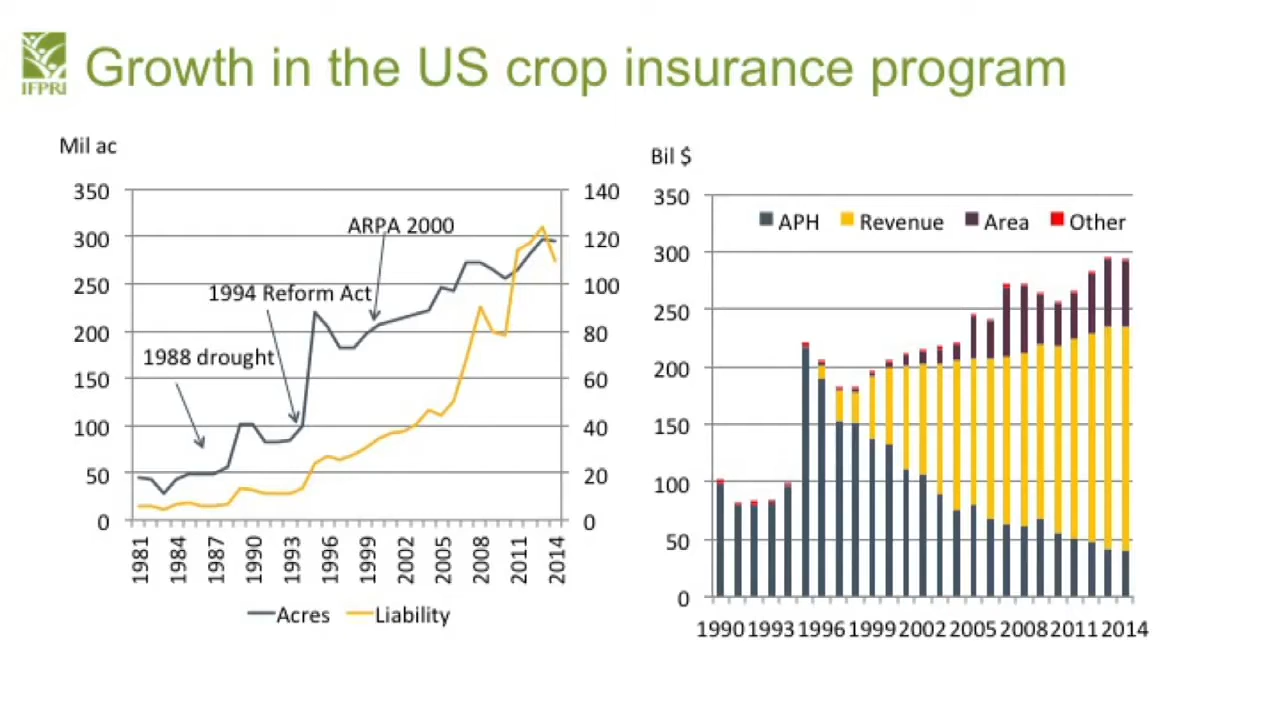 IFPRI
Growth in the US crop insurance program
Mil ac
350
300
250
200
150
100
50
0
140
120
100
80
60
40
20
0
ARPA 2000
1994 Reform Act
1988 drought
1981 1984 1987 1990 1993 1996 1999 2002 2005 2008 2011 2014
Acres Liability
Bil $
350
300
250
200
150
100
50
0
APH Revenue Area Other
1990 1993 1996 1999 2002 2005 2008 2011 2014